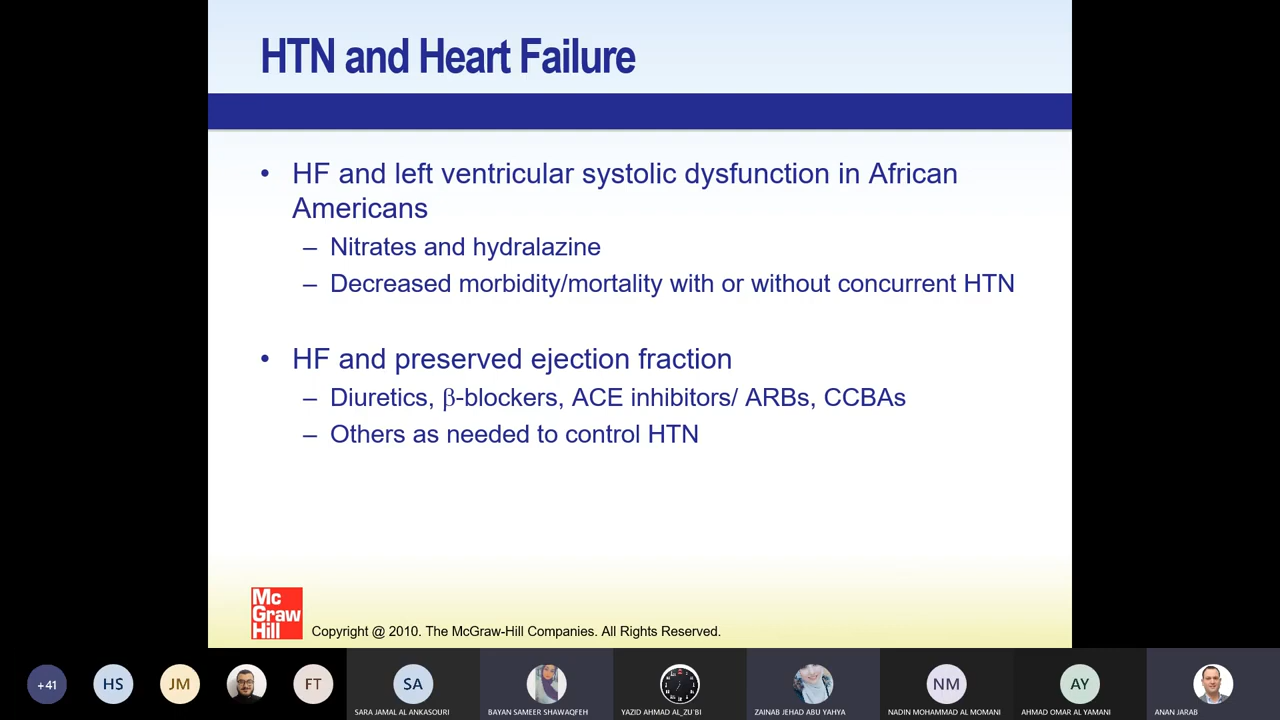 HTN and Heart Failure
• HF and left ventricular systolic dysfunction in African
Americans
– Nitrates and hydralazine
– Decreased morbidity/mortality with or without concurrent HTN
• HF and preserved ejection fraction
– Diuretics, β-blockers, ACE inhibitors/ ARBs, CCBAs
– Others as needed to control HTN
Mc
Graw
Hill
Copyright @ 2010. The McGraw-Hill Companies. All Rights Reserved.
+41
HS
JM
FT
SA
NM
AY
SARA JAMAL AL ANKASOURI
BAYAN SAMEER SHAWAQFEH
YAZID AHMAD AL_ZU`BI
ZAINAB JEHAD ABU YAHYA
NADIN MOHAMMAD AL MOMANI
AHMAD OMAR AL YAMANI
ANAN JARAB